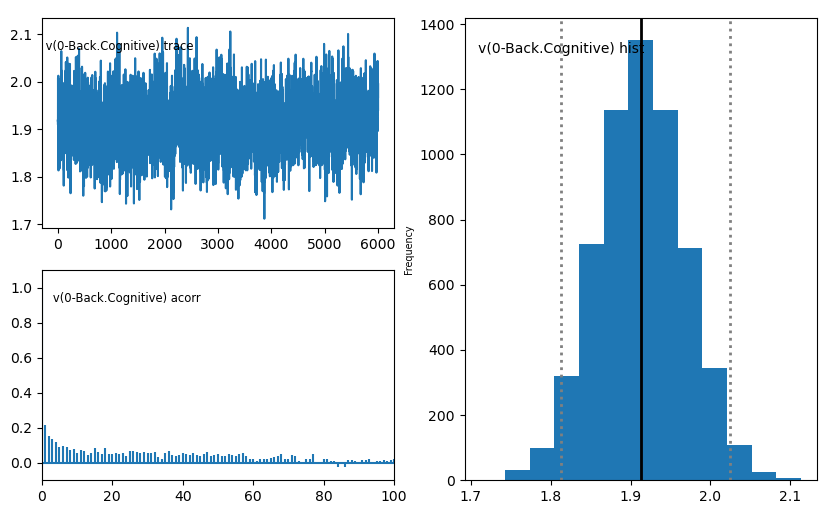 v(0-Back.Cognitive) trace
2.1
2.0
1.9
1.8
1.7
0 1000 2000 3000 4000 5000 6000
v(0-Back.Cognitive) acorr
1.0
0.8
0.6
0.4
0.2
0.0
0 20 40 60 80 100
v(0-Back.Cognitive) hist
Frequency
1400
1200
1000
800
600
400
200
0
1.7 1.8 1.9 2.0 2.1